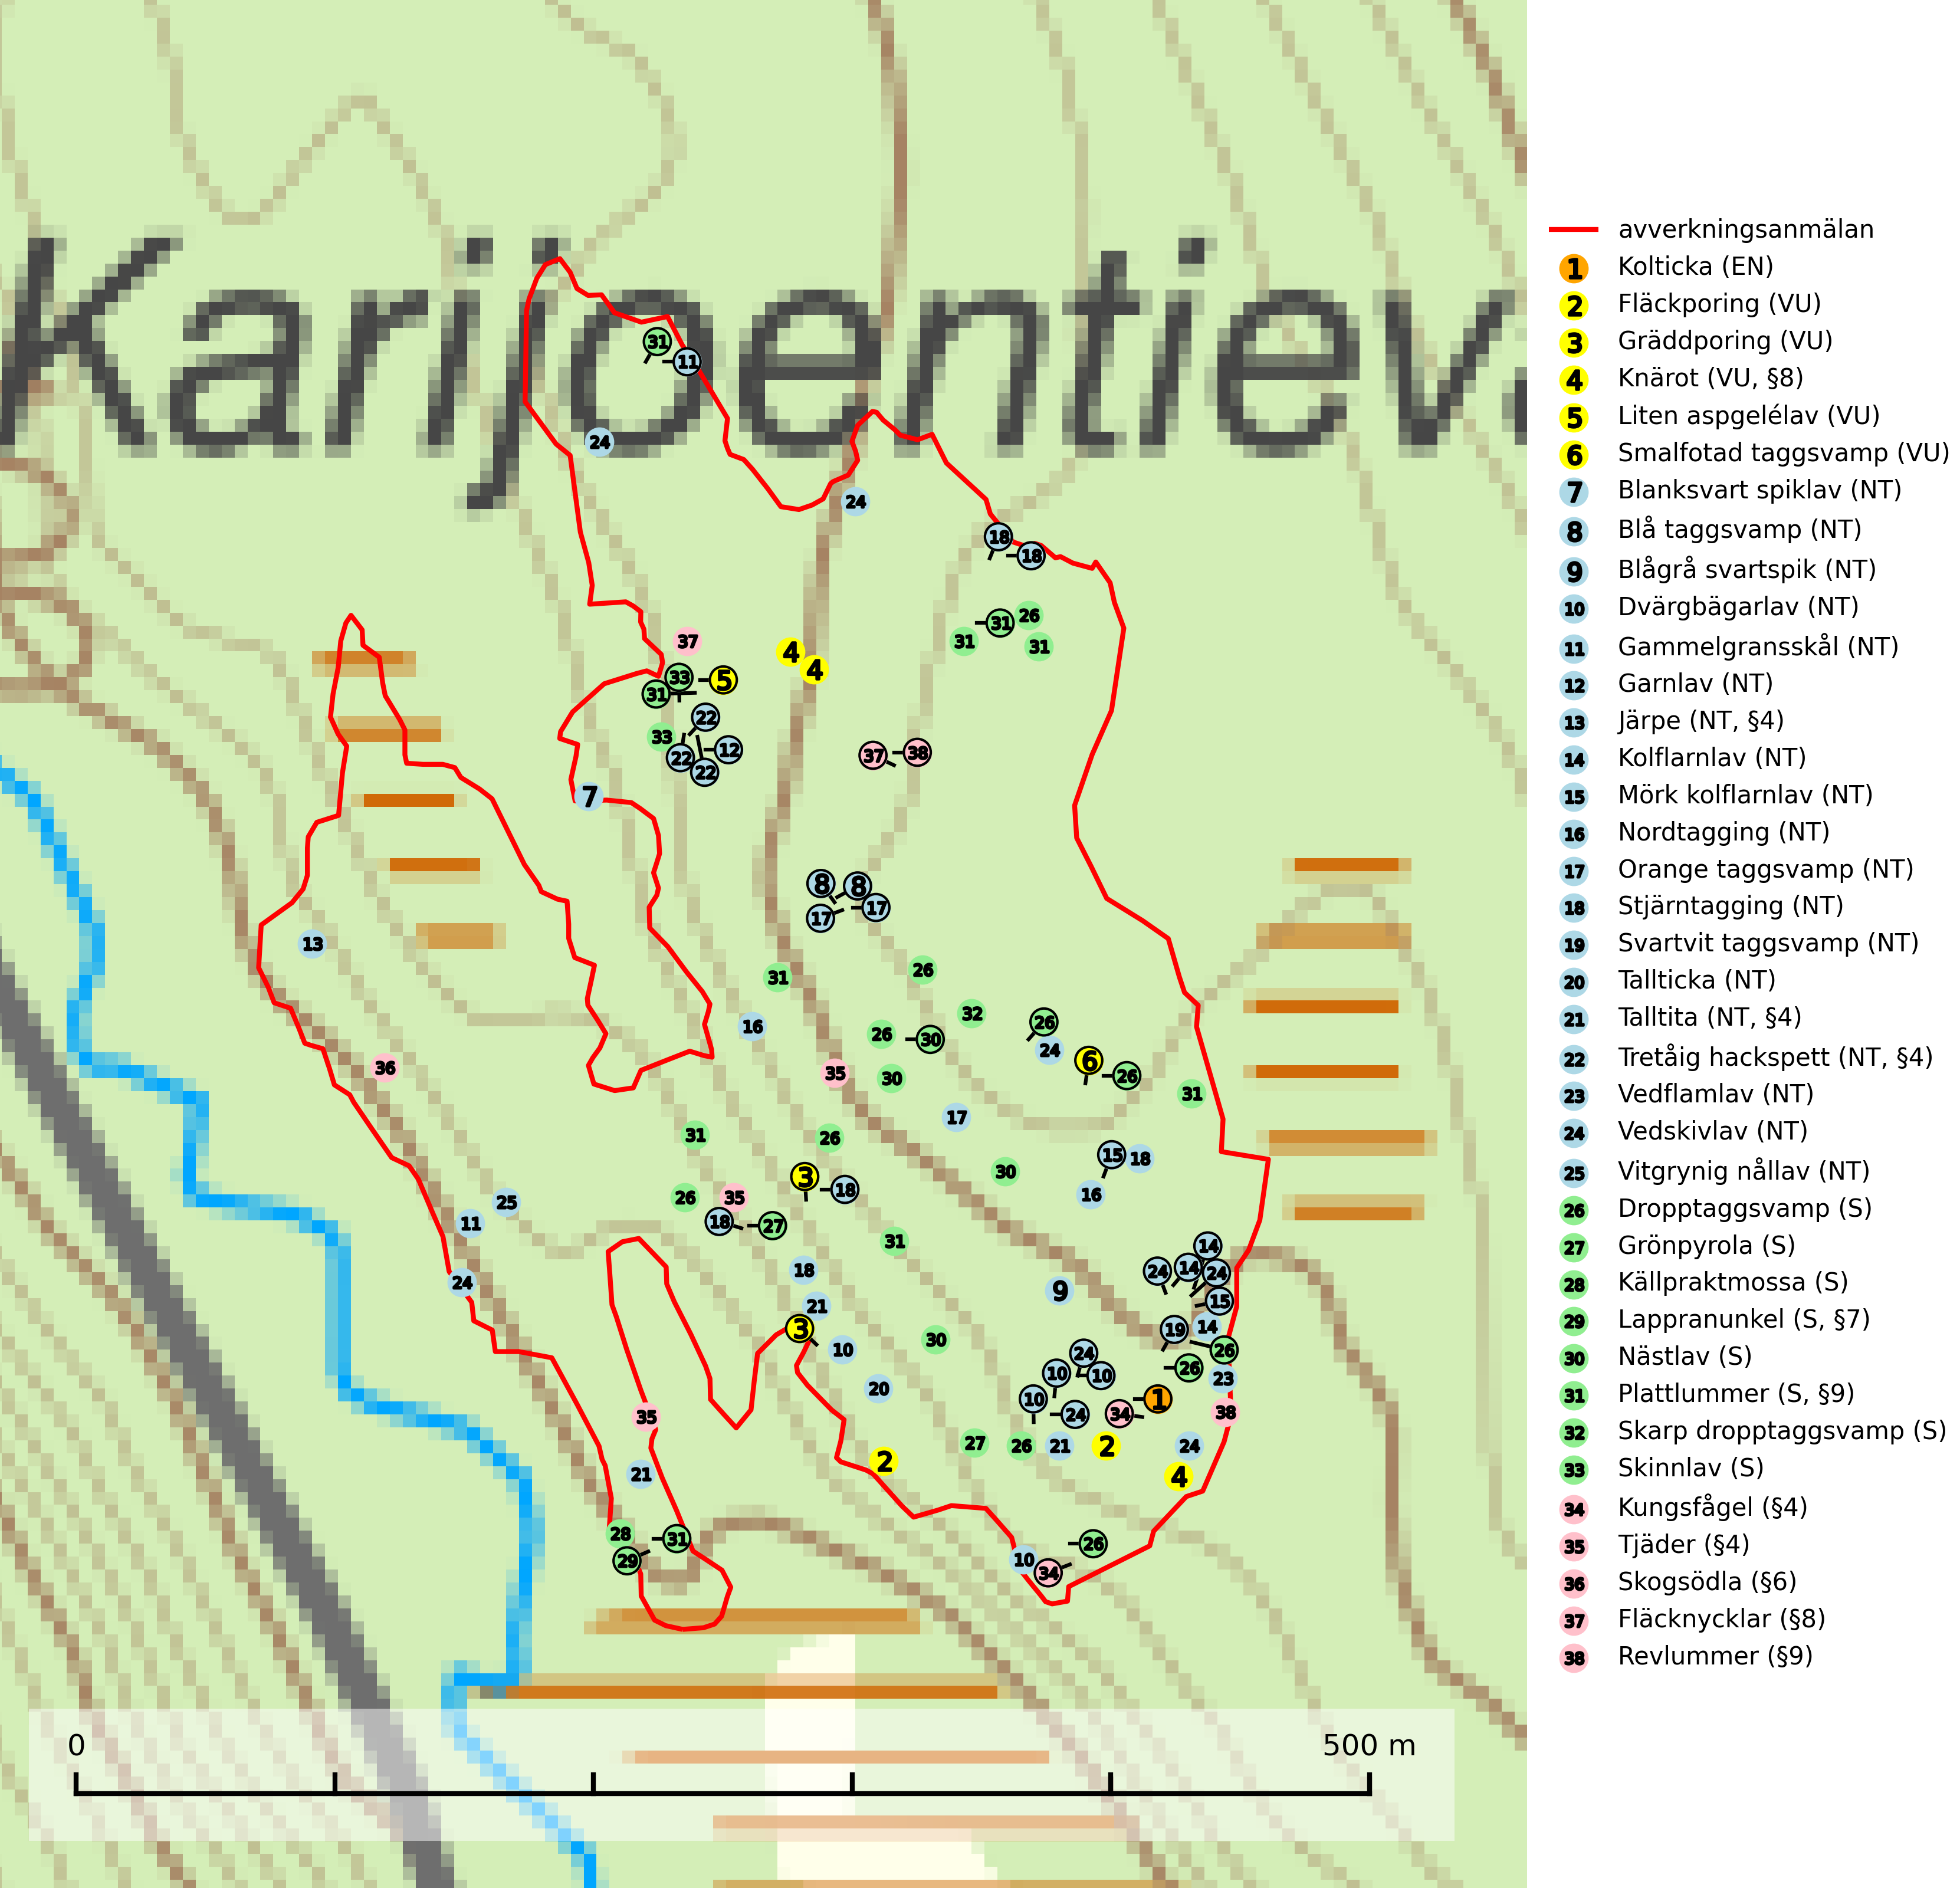 Karijoentiev
avverkningsanmälan
1 Kolticka (EN)
2 Fläckporing (VU)
3 Gräddporing (VU)
4 Knärot (VU, §8)
5 Liten aspgelélav (VU)
6 Smalfotad taggsvamp (VU)
7 Blanksvart spiklav (NT)
8 Blå taggsvamp (NT)
9 Blågrå svartspik (NT)
10 Dvärgbägarlav (NT)
11 Gammelgransskål (NT)
12 Garnlav (NT)
13 Järpe (NT, §4)
14 Kolflarnlav (NT)
15 Mörk kolflarnlav (NT)
16 Nordtagging (NT)
17 Orange taggsvamp (NT)
18 Stjärntagging (NT)
19 Svartvit taggsvamp (NT)
20 Tallticka (NT)
21 Talltita (NT, §4)
22 Tretåig hackspett (NT, §4)
23 Vedflamlav (NT)
24 Vedskivlav (NT)
25 Vitgrynig nållav (NT)
26 Dropptaggsvamp (S)
27 Grönpyrola (S)
28 Källpraktmossa (S)
29 Lappranunkel (S, §7)
30 Nästlav (S)
31 Plattlummer (S, §9)
32 Skarp dropptaggsvamp (S)
33 Skinnlav (S)
34 Kungsfågel (§4)
35 Tjäder (§4)
36 Skogsödla (§6)
37 Fläcknycklar (§8)
38 Revlummer (§9)
31
11
24
24
18
18
31 26
31 31
37
4
4
33 5
31
22
33
22 12
22
37 38
7
8 8
17 17
13
31 26
32
16 26 30 26
24
6
26
36 35 30
31
17
31 26
15 18
30
16
3 18
26 35
25
11 18 27
31
14
24 14 24
18
24 9
15
21
3
19 14
10 30
26
24
26
10 10
23
20
10 24
34 1
38
35
27 26 21 2 24
2
21 4
28 31
29
26
10
34
0 500 m